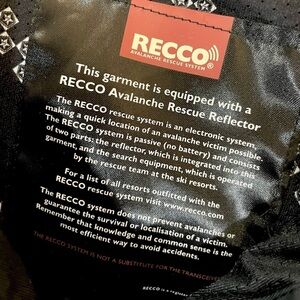 RECCO
AVALANCHE RESCUE SYSTEM
This garment is equipped with a
RECCO Avalanche Rescue Reflector
The RECCO rescue system is an electronic system,
making a quick location of an avalanche victim possible.
The RECCO system is passive (no battery) and consists
of two parts: the reflector, which is integrated into this
garment, and the search equipment, which is operated
by the rescue team at the ski resorts.
For a list of all resorts outfitted with the
RECCO rescue system visit www.recco.com
The RECCO system does not prevent avalanches or
guarantee the survival or localisation of a victim.
Remember that knowledge and common sense is the
most efficient way to avoid accidents.
THE RECCO SYSTEM IS NOT A SUBSTITUTE FOR THE TRANSCEI
RECCO is a